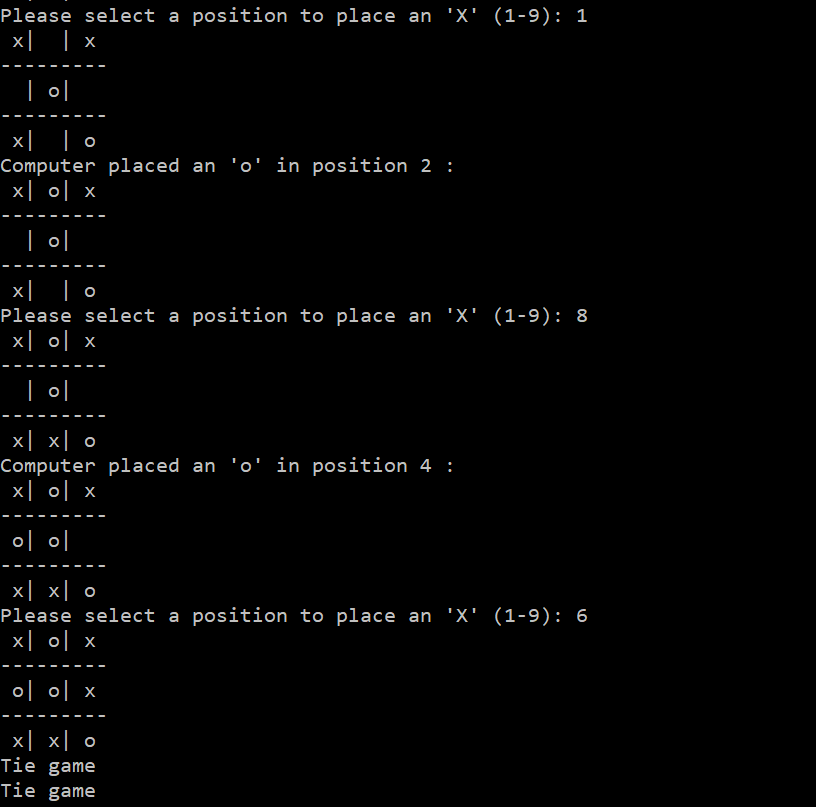 Please select a position to place an 'X' (1-9): 1
 x|  | x
---------
  | o|
---------
 x|  | o
Computer placed an 'o' in position 2 :
 x| o| x
---------
  | o|
---------
 x|  | o
Please select a position to place an 'X' (1-9): 8
 x| o| x
---------
  | o|
---------
 x| x| o
Computer placed an 'o' in position 4 :
 x| o| x
---------
 o| o|
---------
 x| x| o
Please select a position to place an 'X' (1-9): 6
 x| o| x
---------
 o| o| x
---------
 x| x| o
Tie game
Tie game